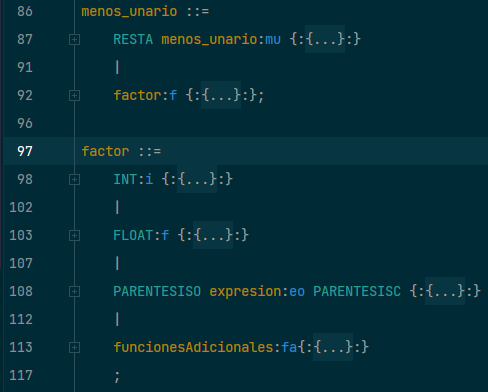 86 menos_unario ::=
87 RESTA menos_unario:mu {:{...}:}
91 |
92 factor:f {:{...}:};
96
97 factor ::=
98 INT:i {:{...}:}
102 |
103 FLOAT:f {:{...}:}
107 |
108 PARENTESISO expresion:eo PARENTESISC {:{...}:}
112 |
113 funcionesAdicionales:fa{:{...}:}
117 ;